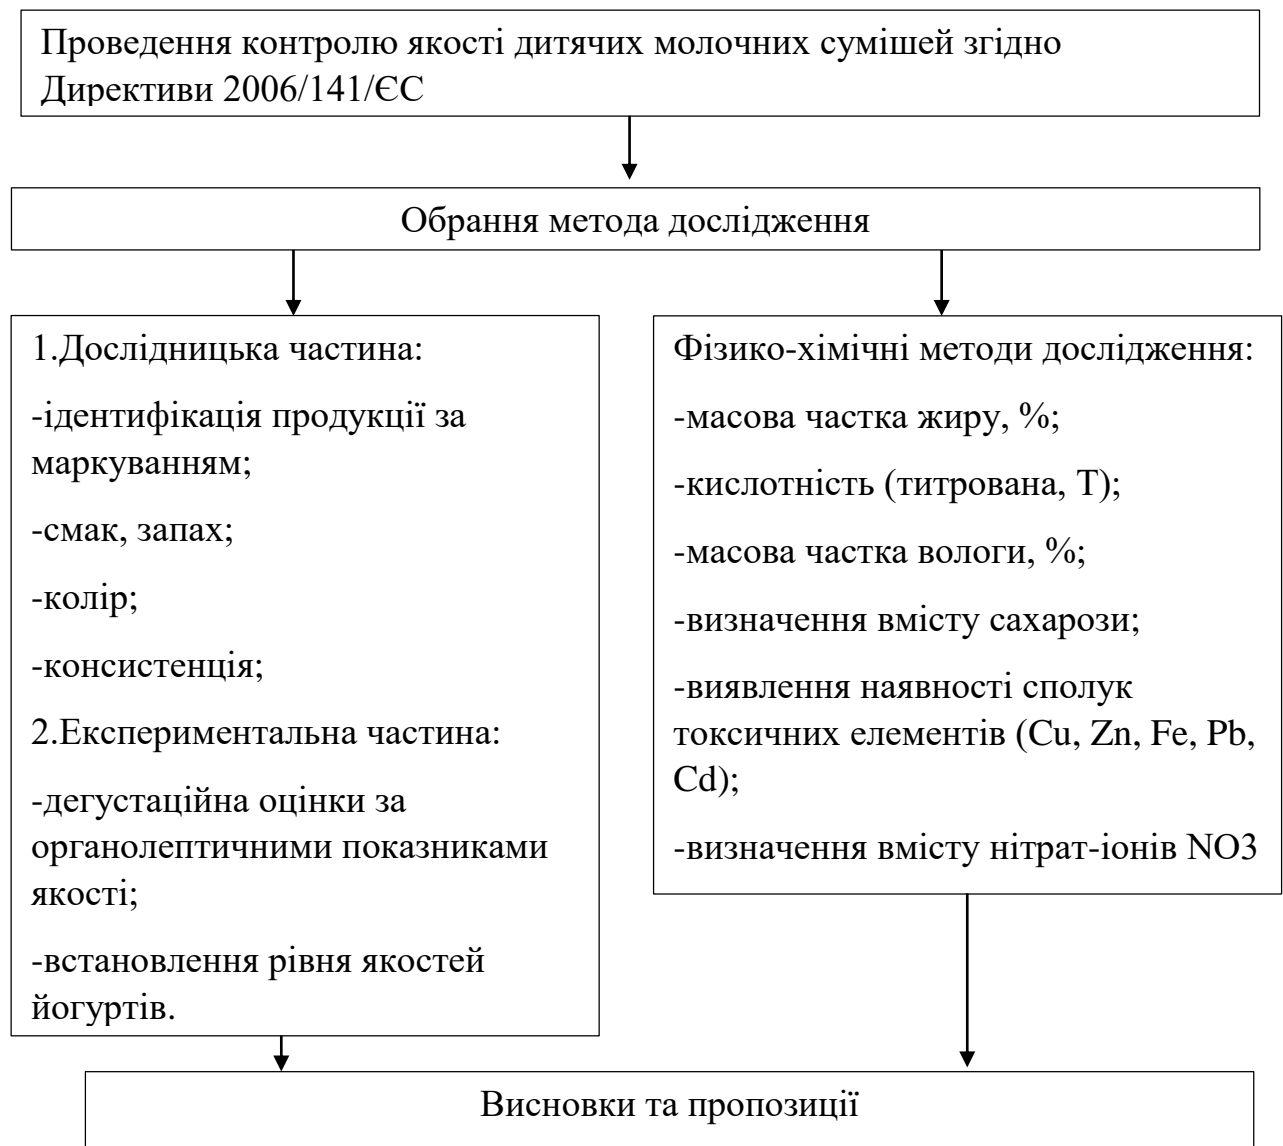 Проведення контролю якості дитячих молочних сумішей згідно
Директиви 2006/141/ЄС
Обрання метода дослідження
1.Дослідницька частина:
-ідентифікація продукції за
маркуванням;
-смак, запах;
-колір;
-консистенція;
2.Експериментальна частина:
-дегустаційна оцінки за
органолептичними показниками
якості;
-встановлення рівня якостей
йогуртів.
Фізико-хімічні методи дослідження:
-масова частка жиру, %;
-кислотність (титрована, Т);
-масова частка вологи, %;
-визначення вмісту сахарози;
-виявлення наявності сполук
токсичних елементів (Cu, Zn, Fe, Pb,
Cd);
-визначення вмісту нітрат-іонів NO3
Висновки та пропозиції